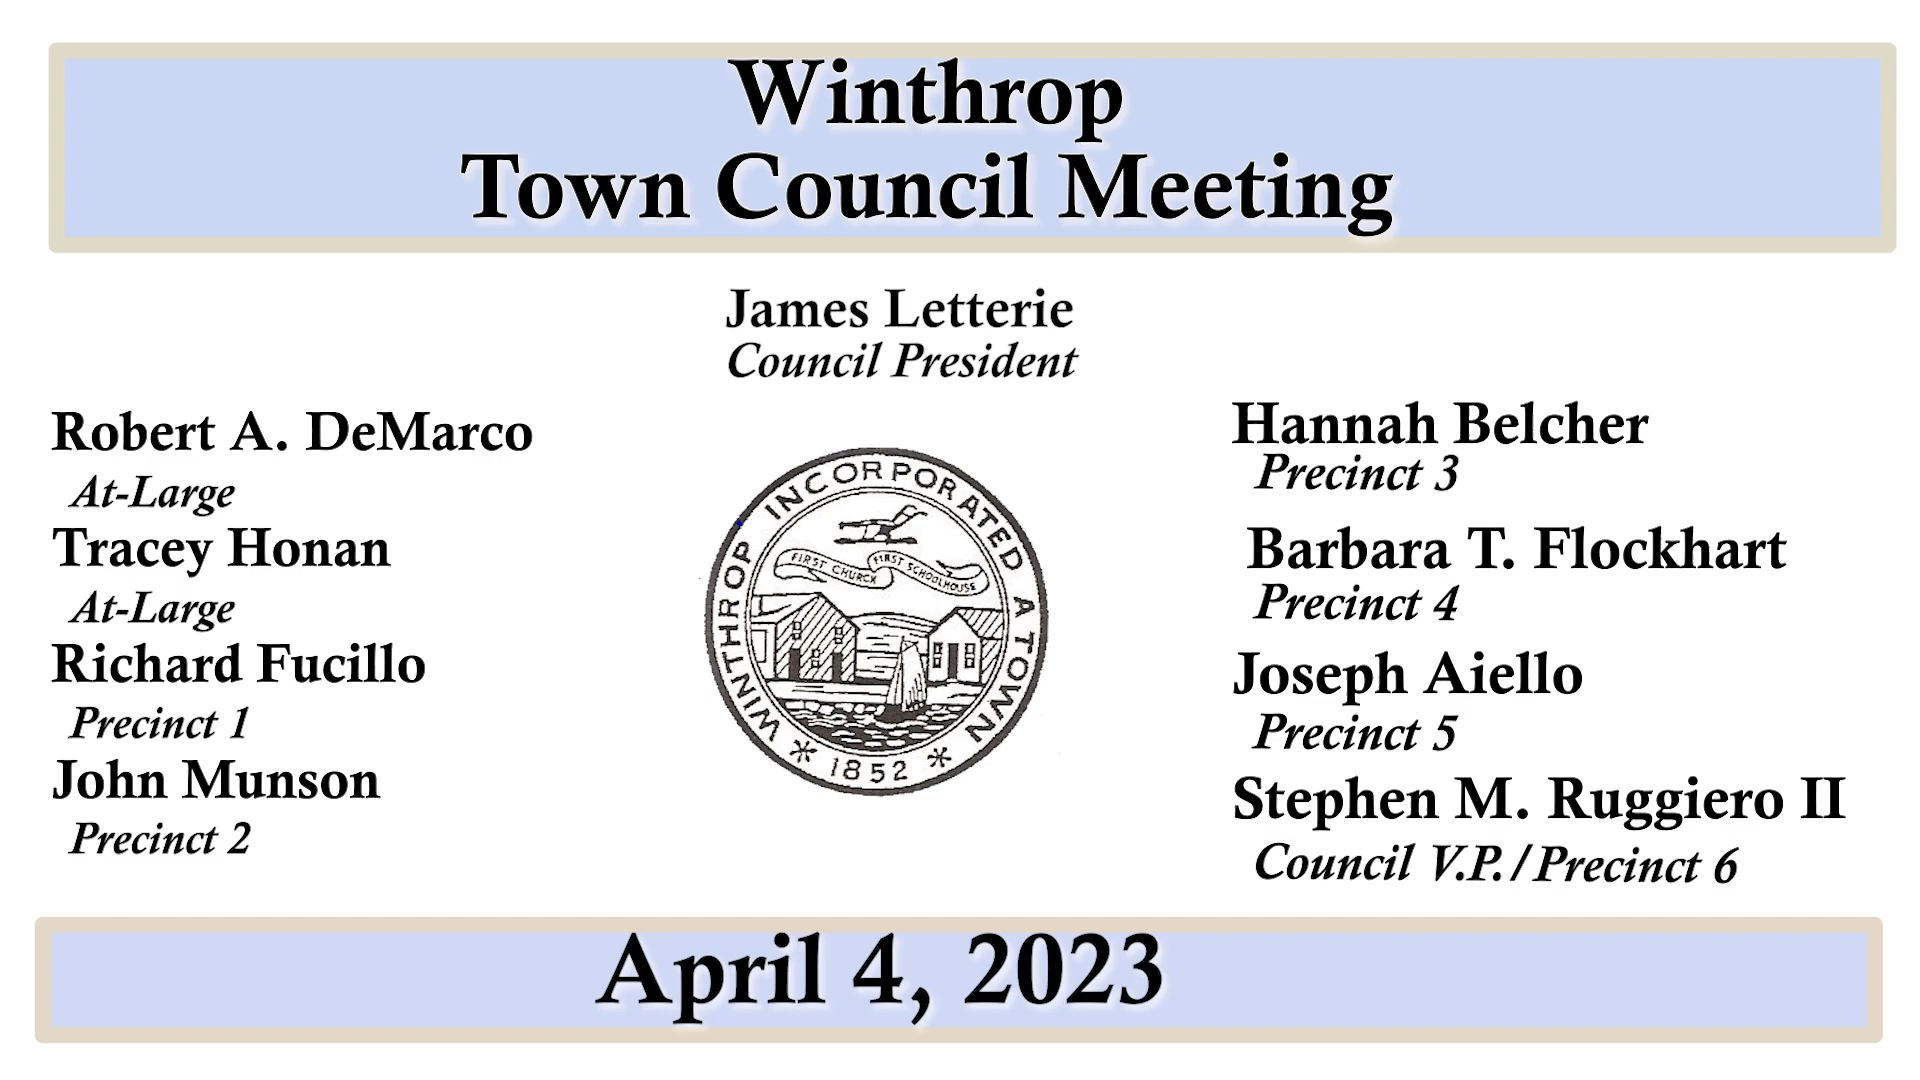 Winthrop
Town Council Meeting
James Letterie
Council President
Robert A. DeMarco
At-Large
Tracey Honan
At-Large
Richard Fucillo
Precinct 1
John Munson
Precinct 2
WINTHROP INCORPORATED A TOWN
FIRST CHURCH FIRST SCHOOLHOUSE
* 1852 *
Hannah Belcher
Precinct 3
Barbara T. Flockhart
Precinct 4
Joseph Aiello
Precinct 5
Stephen M. Ruggiero II
Council V.P./Precinct 6
April 4, 2023